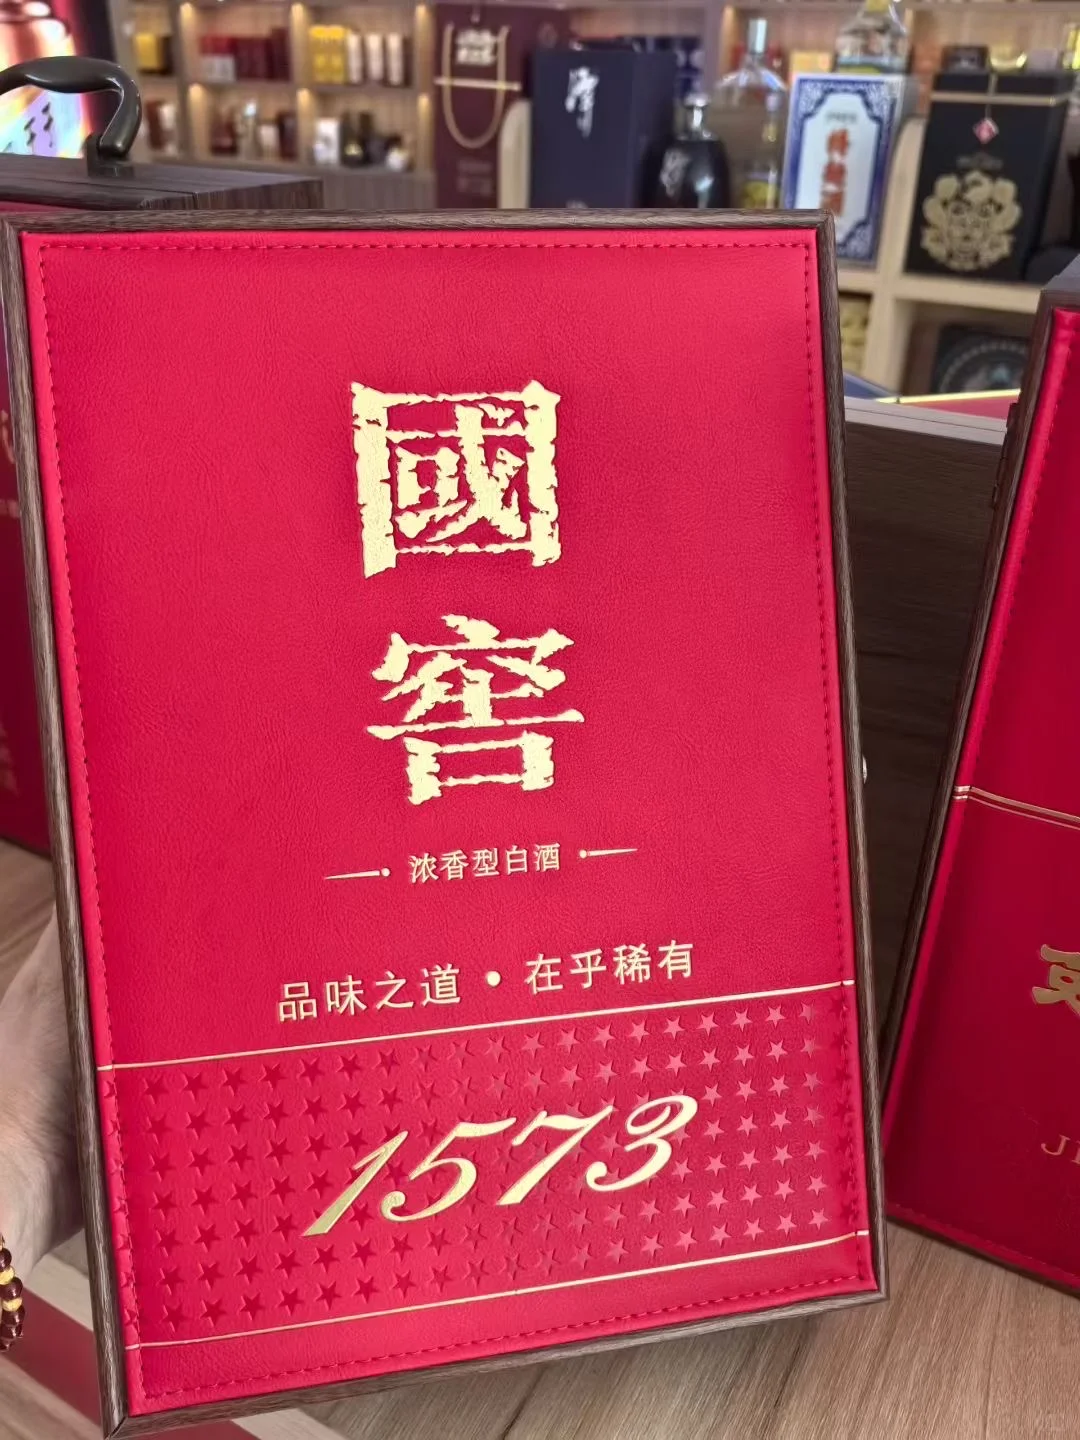 國
窖
浓香型白酒
品味之道·在乎稀有
1573